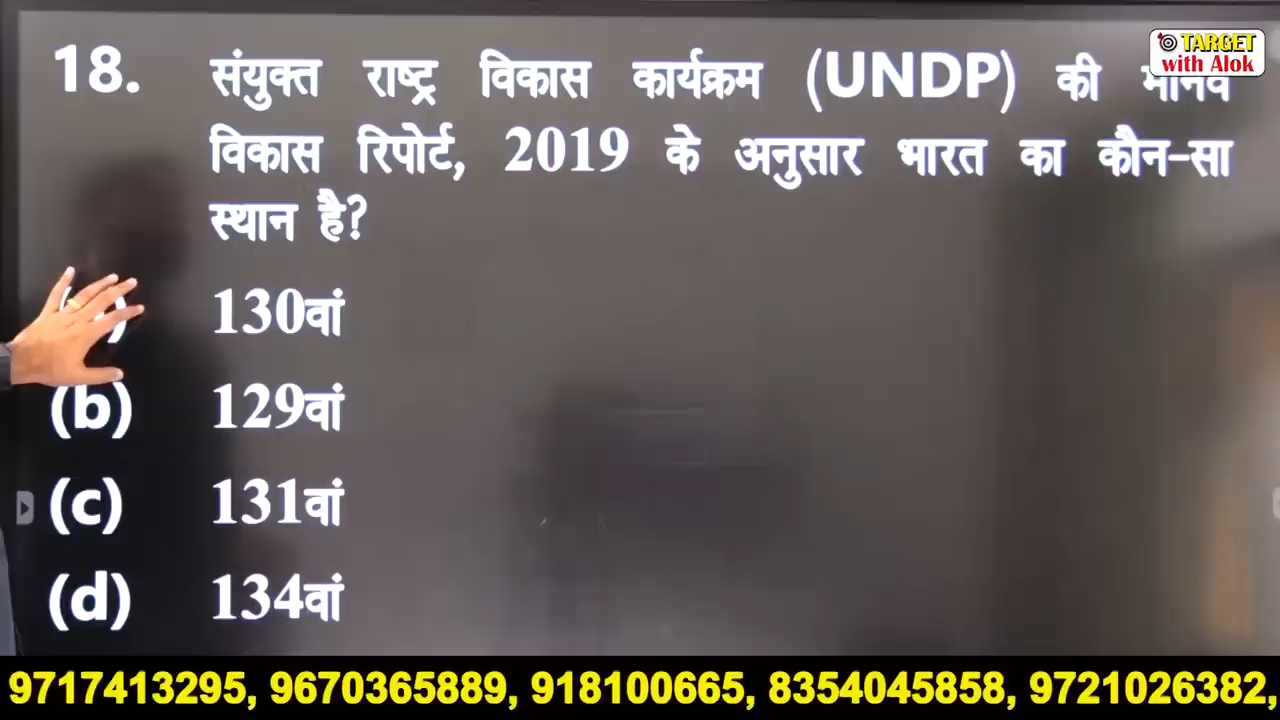 TARGET
with Alok
18. संयुक्त राष्ट्र विकास कार्यक्रम (UNDP) की मानव
विकास रिपोर्ट, 2019 के अनुसार भारत का कौन-सा
स्थान है?
130वां
(b) 129वां
(c) 131वां
(d) 134वां
9717413295, 9670365889, 918100665, 8354045858, 9721026382,